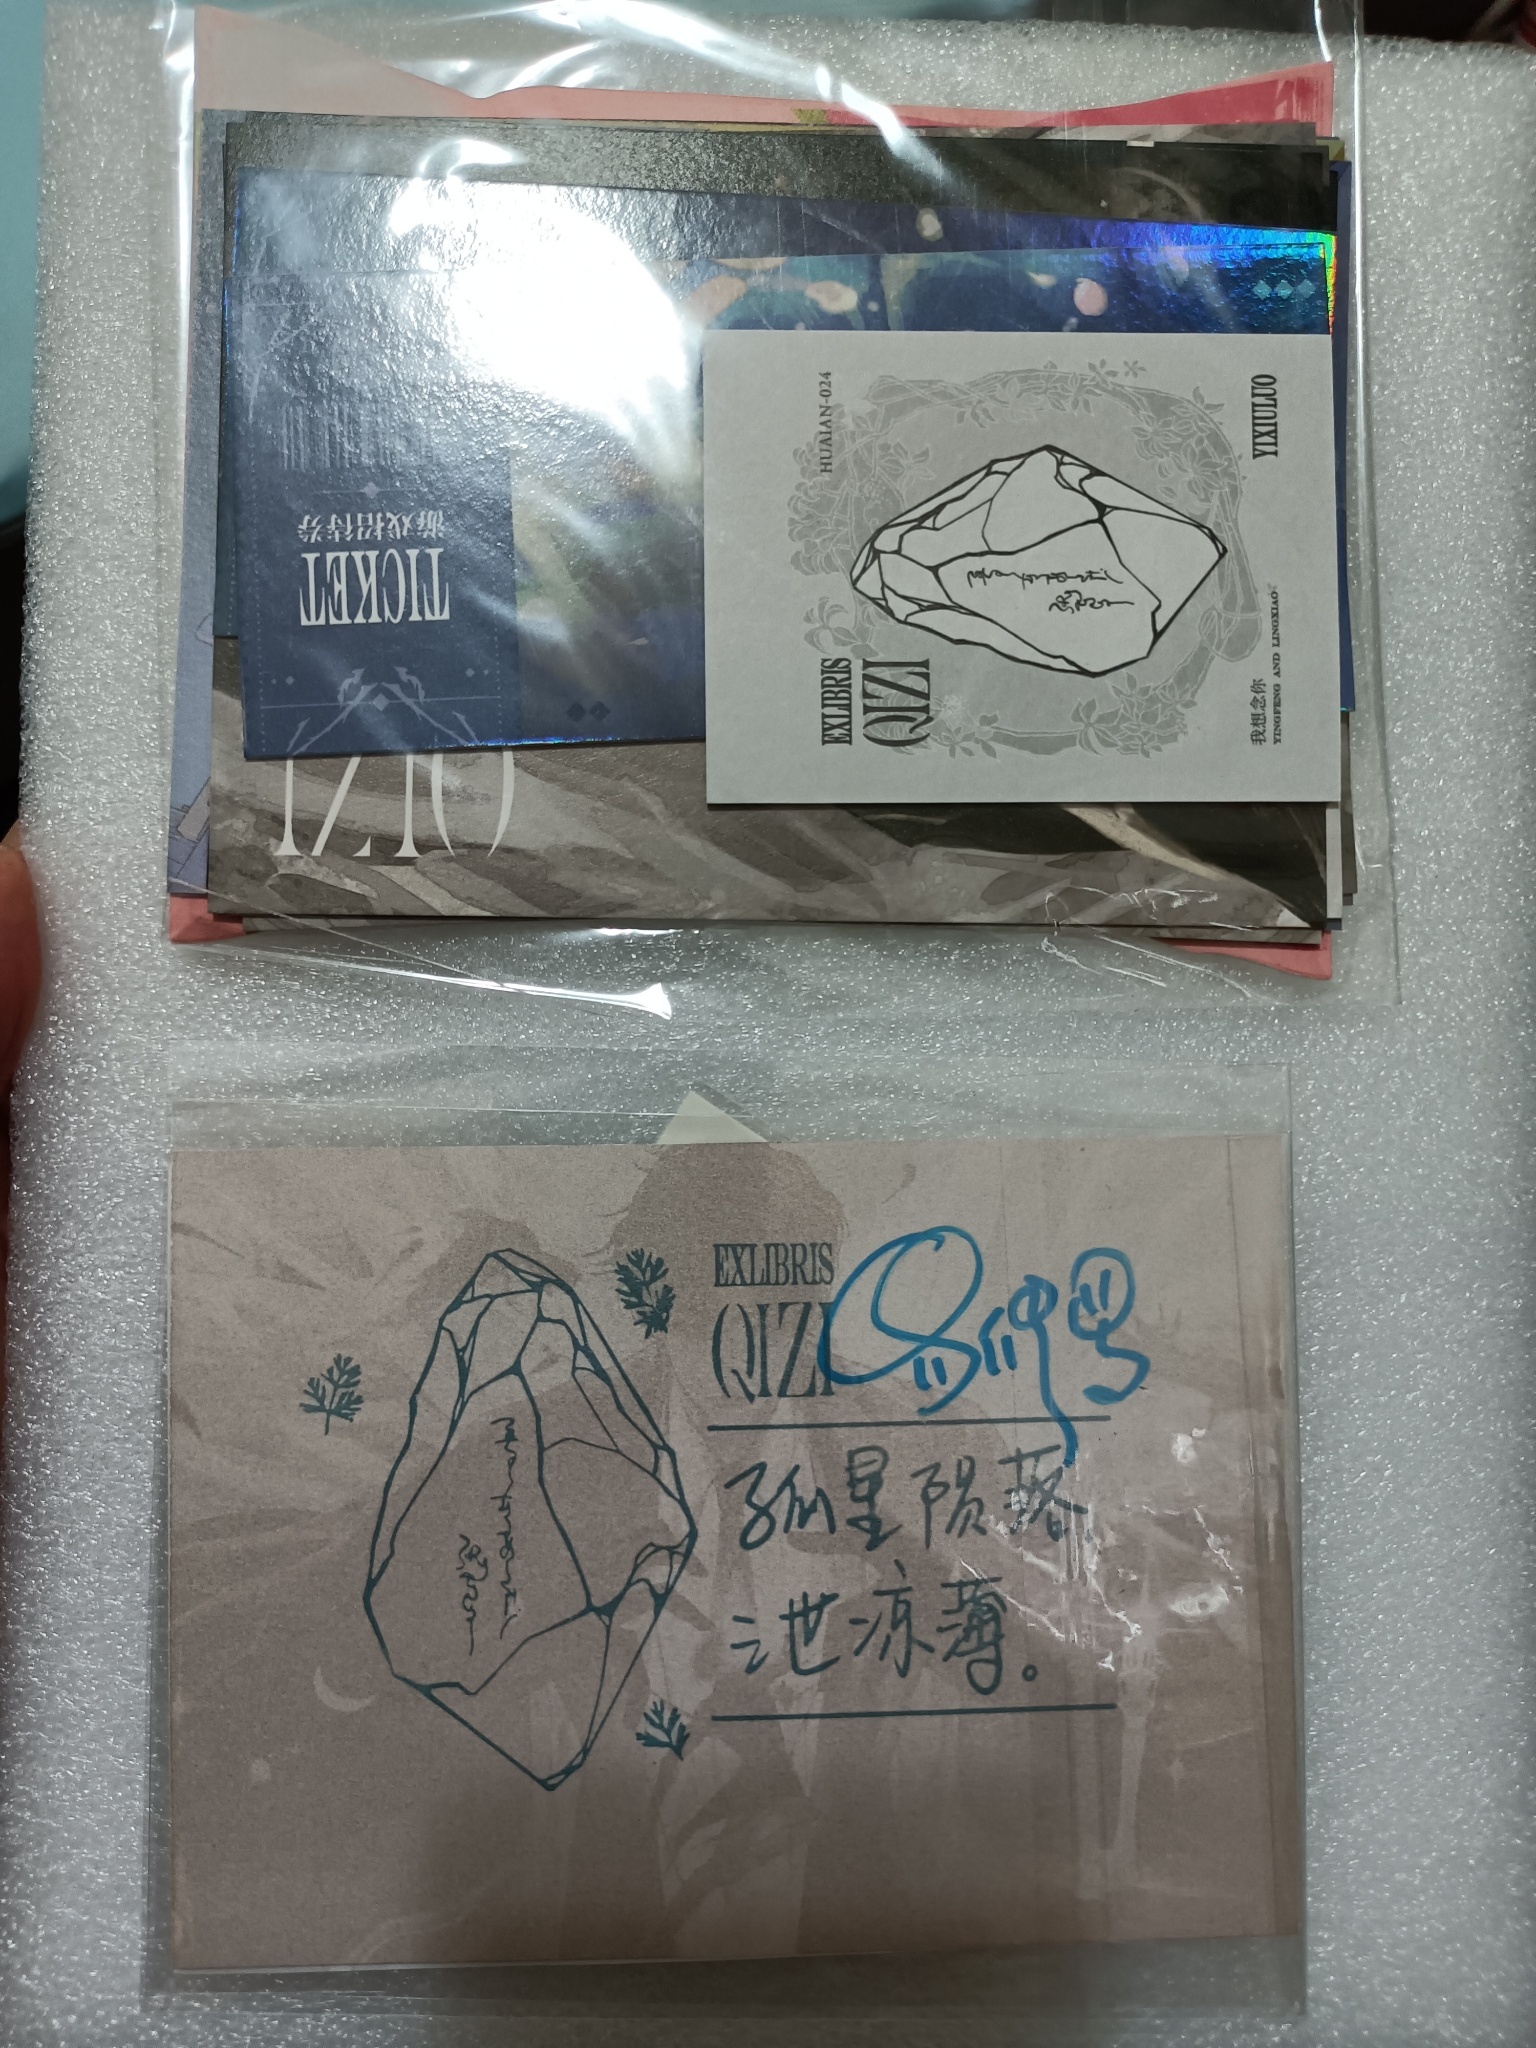 游戏招待券
TICKET
QIZI
HUAIAN-024
EXLIBRIS
QIZI
YIXIULUO
我想念你
YINGFENG AND LINGXIAO
EXLIBRIS
QIZI
孤星陨落
泄凉薄。